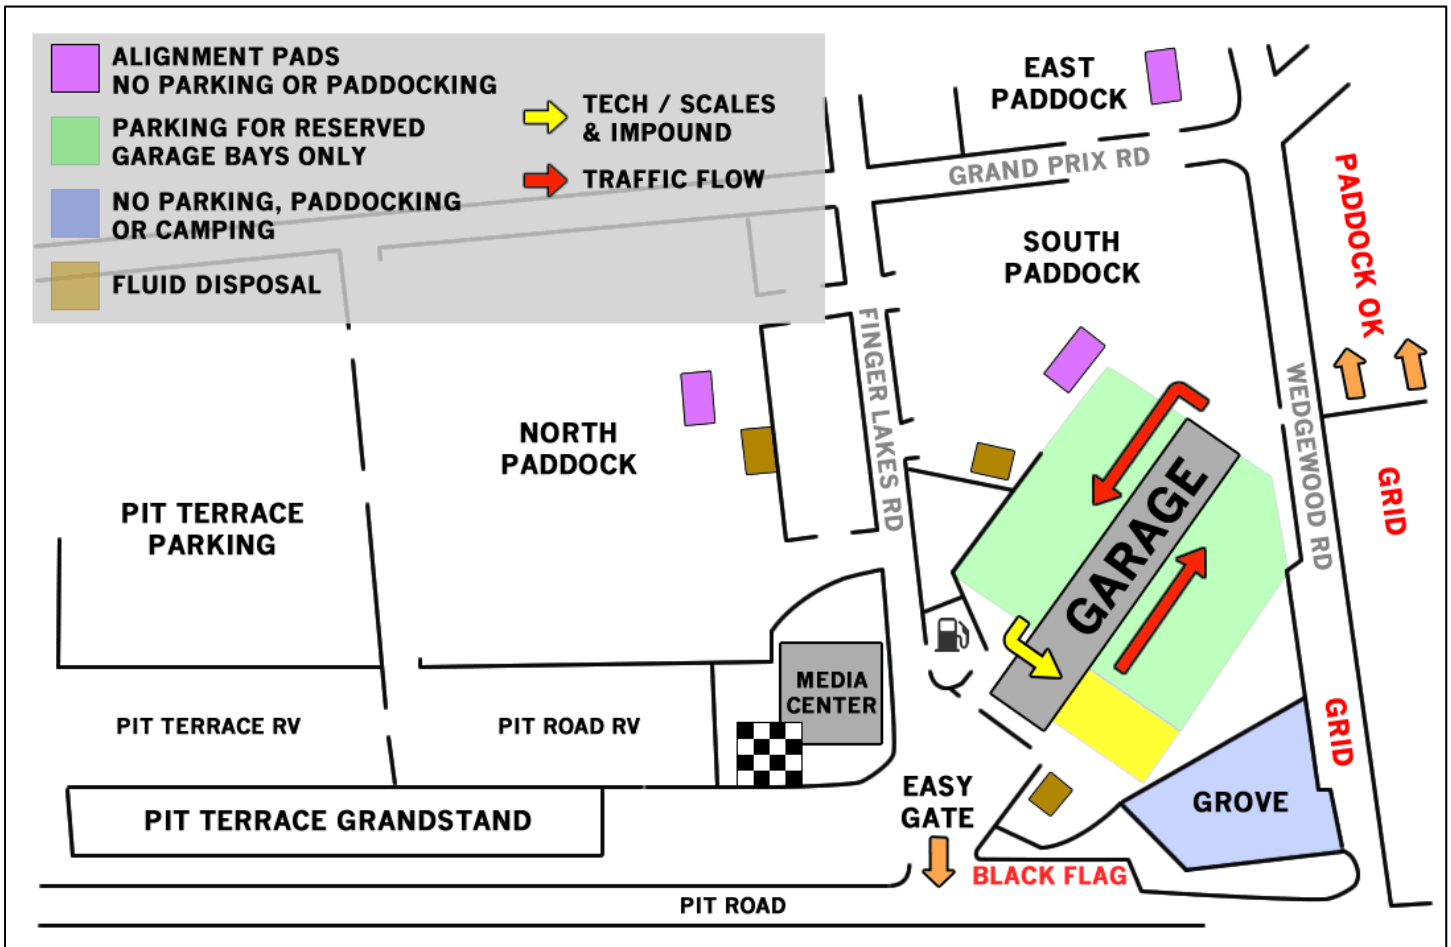 ALIGNMENT PADS
NO PARKING OR PADDOCKING
PARKING FOR RESERVED
GARAGE BAYS ONLY
NO PARKING, PADDOCKING
OR CAMPING
FLUID DISPOSAL
TECH / SCALES
& IMPOUND
TRAFFIC FLOW
EAST
PADDOCK
GRAND PRIX RD
PADDOCK OK
SOUTH
PADDOCK
FINGER LAKES RD
WEDGEWOOD RD
NORTH
PADDOCK
GRID
PIT TERRACE
PARKING
GARAGE
MEDIA
CENTER
PIT TERRACE RV
PIT ROAD RV
GRID
EASY
GATE
GROVE
PIT TERRACE GRANDSTAND
BLACK FLAG
PIT ROAD